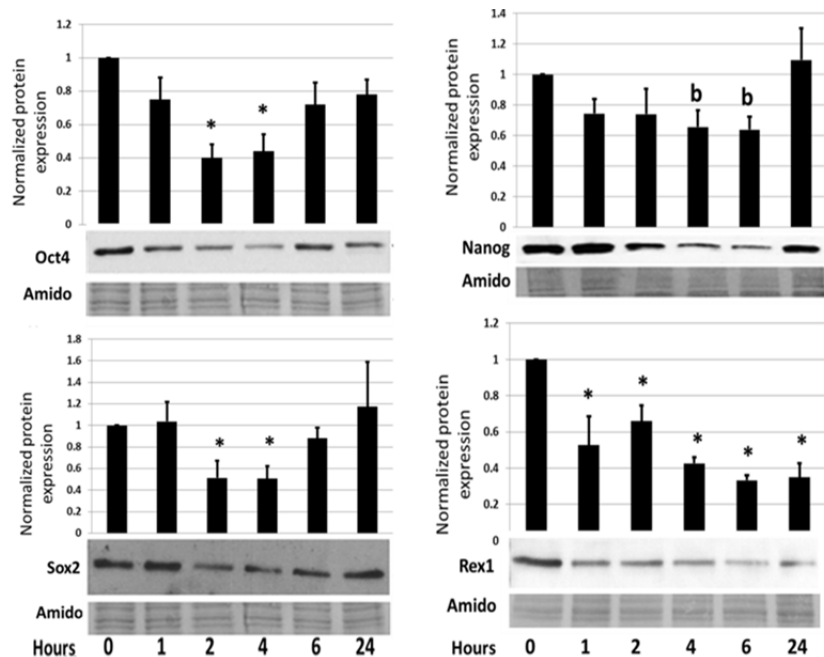 Normalized protein expression
1.2
1
0.8
0.6
0.4
0.2
0
* *
Oct4
Amido
Normalized protein expression
1.4
1.2
1
0.8
0.6
0.4
0.2
0
b b
Nanog
Amido
Normalized protein expression
1.8
1.6
1.4
1.2
1
0.8
0.6
0.4
0.2
0
* *
Sox2
Amido
Hours 0 1 2 4 6 24
Normalized protein expression
1.2
1
0.8
0.6
0.4
0.2
0
* * * * *
Rex1
Amido
Hours 0 1 2 4 6 24